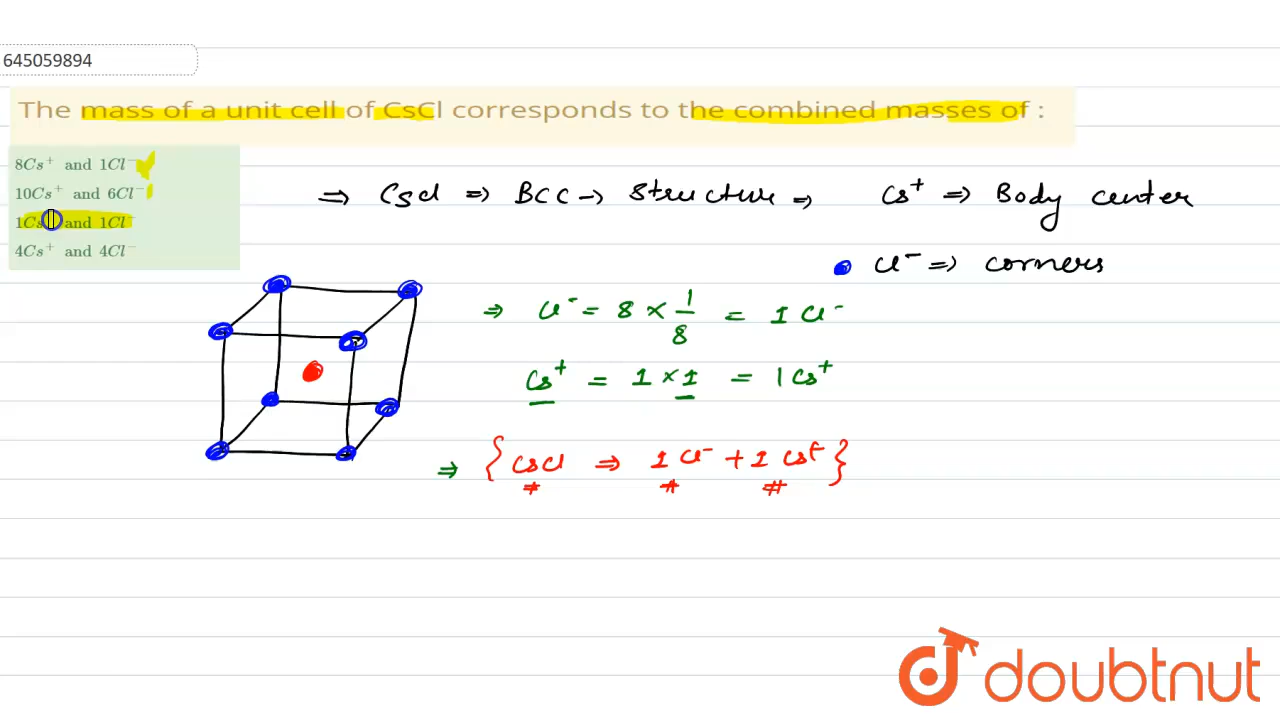 645059894
The mass of a unit cell of CsCl corresponds to the combined masses of :
8Cs⁺ and 1Cl⁻
10Cs⁺ and 6Cl⁻
1Cs⁺ and 1Cl⁻
4Cs⁺ and 4Cl⁻
⇒ CsCl ⇒ BCC → Structure ⇒ Cs⁺ ⇒ Body center
Cl⁻ ⇒ corners
⇒ Cl⁻ = 8 × 1/8 = 1 Cl⁻
Cs⁺ = 1 × 1 = 1 Cs⁺
⇒ { CsCl ⇒ 1 Cl⁻ + 1 Cs⁺ }
doubtnut